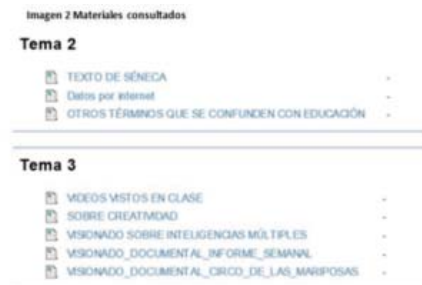 Imagen 2 Materiales consultados
Tema 2
TEXTO DE SÉNECA -
Datos por internet -
OTROS TÉRMINOS QUE SE CONFUNDEN CON EDUCACIÓN -
Tema 3
VIDEOS VISTOS EN CLASE -
SOBRE CREATIVIDAD -
VISIONADO SOBRE INTELIGENCIAS MÚLTIPLES -
VISIONADO_DOCUMENTAL_INFORME_SEMANAL -
VISIONADO_DOCUMENTAL_CIRCO_DE_LAS_MARIPOSAS -